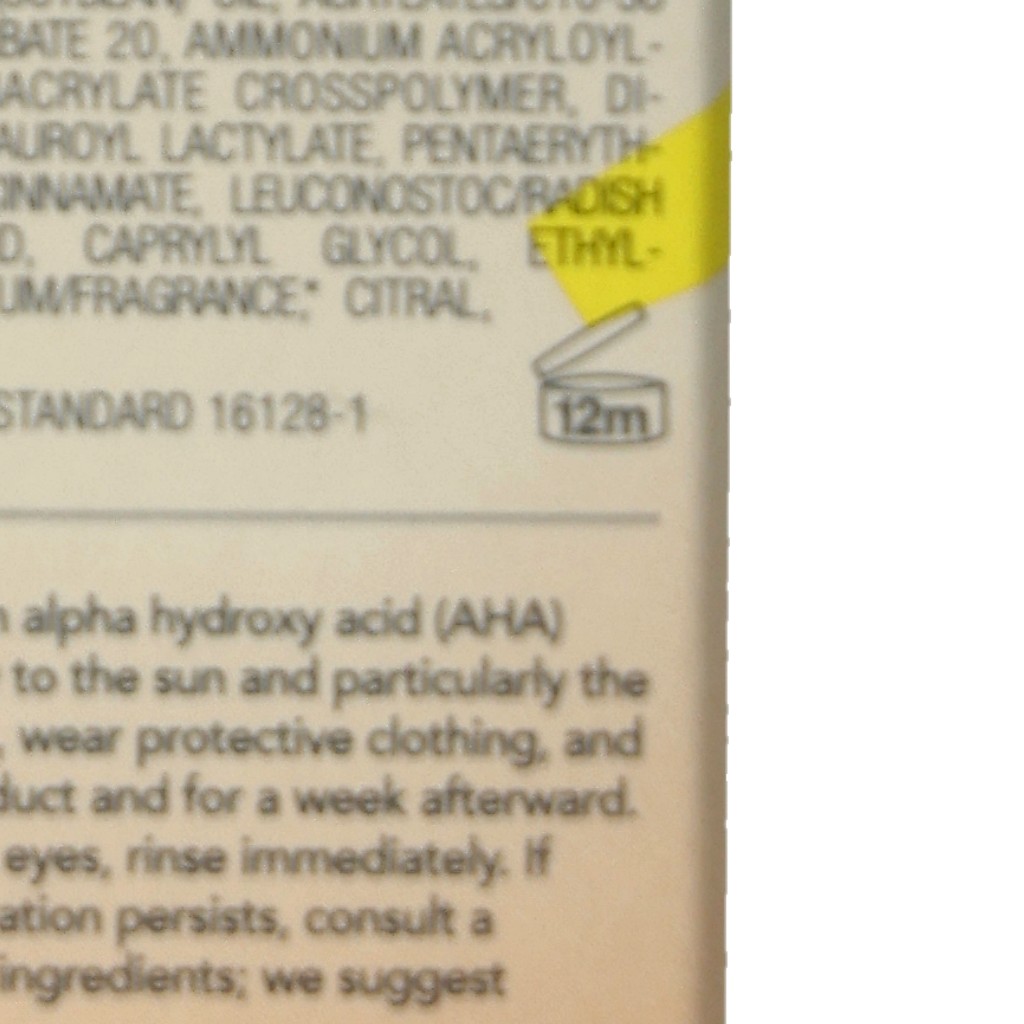 BATE 20, AMMONIUM ACRYLOYL-
ACRYLATE CROSSPOLYMER, DI-
AUROYL LACTYLATE, PENTAERYTH-
CINNAMATE, LEUCONOSTOC/RADISH
D, CAPRYLYL GLYCOL, ETHYL-
UM/FRAGRANCE,* CITRAL,
12m
STANDARD 16128-1
n alpha hydroxy acid (AHA)
to the sun and particularly the
, wear protective clothing, and
duct and for a week afterward.
eyes, rinse immediately. If
ation persists, consult a
ingredients; we suggest